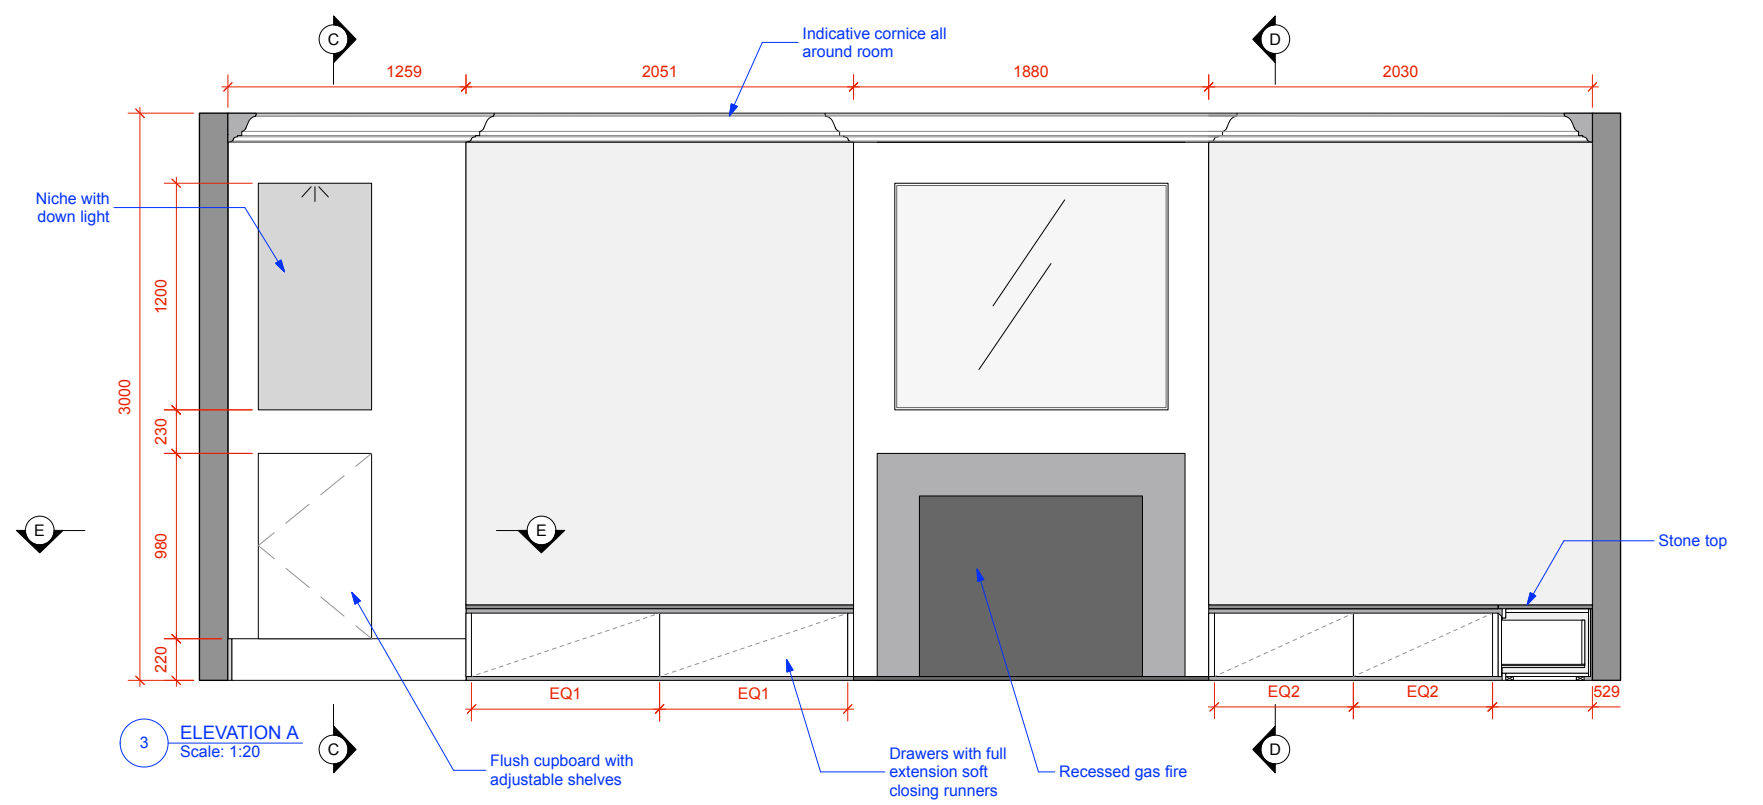 C
D
Indicative cornice all
around room
1259
2051
1880
2030
Niche with
down light
1200
3000
230
980
220
E
E
Stone top
EQ1
EQ1
EQ2
EQ2
529
3
ELEVATION A
Scale: 1:20
C
D
Flush cupboard with
adjustable shelves
Drawers with full
extension soft
closing runners
Recessed gas fire